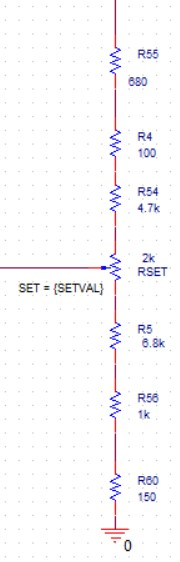 R55
680
R4
100
R54
4.7k
2k
RSET
SET = {SETVAL}
R5
6.8k
R56
1k
R60
150
0